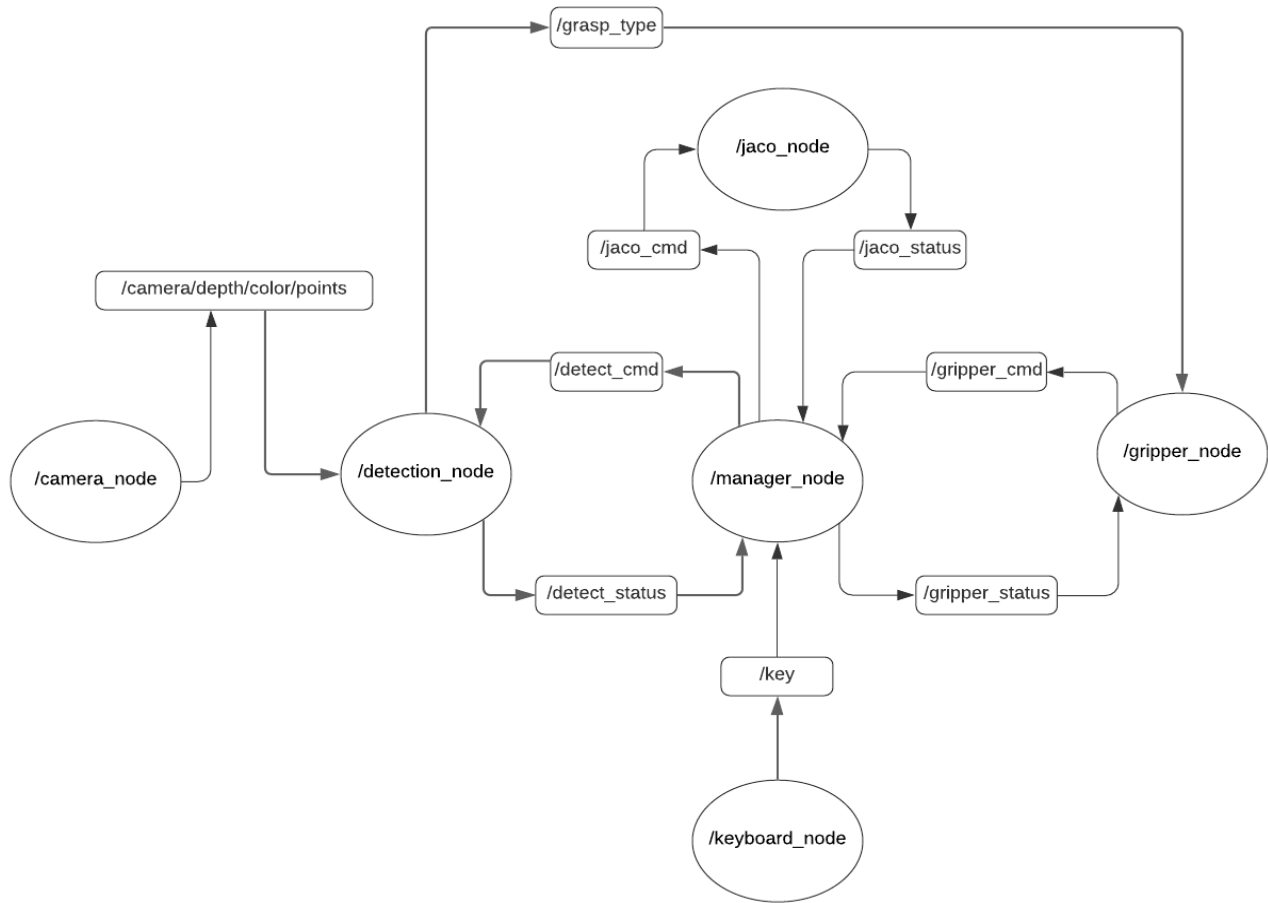 /grasp_type
/jaco_node
/jaco_cmd
/jaco_status
/camera/depth/color/points
/detect_cmd
/gripper_cmd
/camera_node
/detection_node
/manager_node
/gripper_node
/detect_status
/gripper_status
/key
/keyboard_node